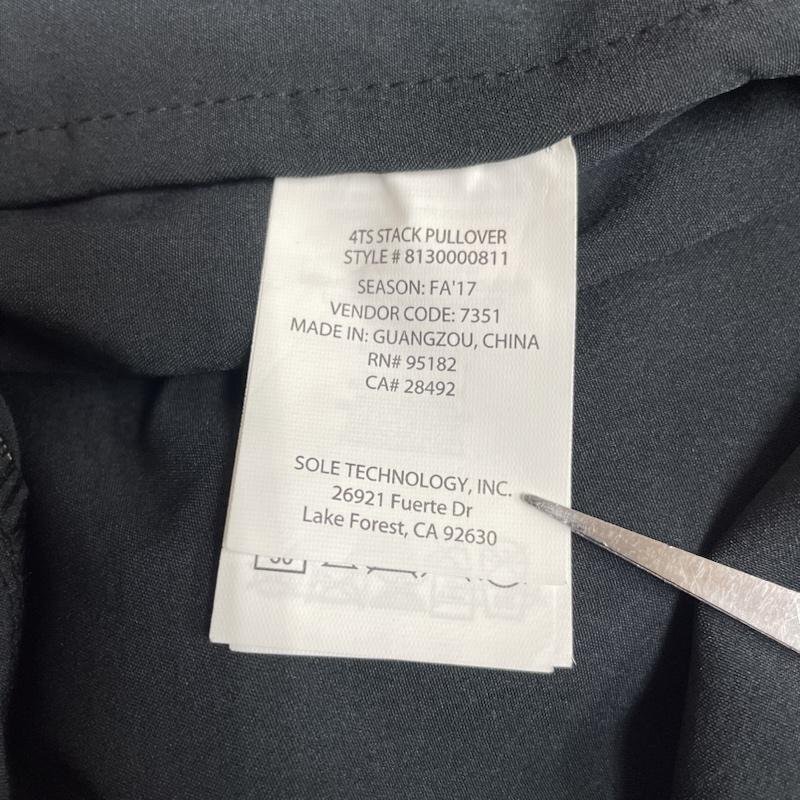 4TS STACK PULLOVER
STYLE # 8130000811
SEASON: FA'17
VENDOR CODE: 7351
MADE IN: GUANGZOU, CHINA
RN# 95182
CA# 28492
SOLE TECHNOLOGY, INC.
26921 Fuerte Dr
Lake Forest, CA 92630